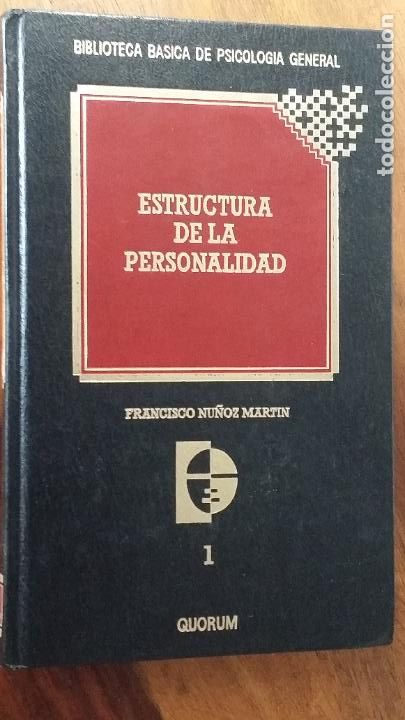 BIBLIOTECA BASICA DE PSICOLOGIA GENERAL
ESTRUCTURA
DE LA
PERSONALIDAD
FRANCISCO NUÑOZ MARTIN
1
QUORUM
todocoleccion